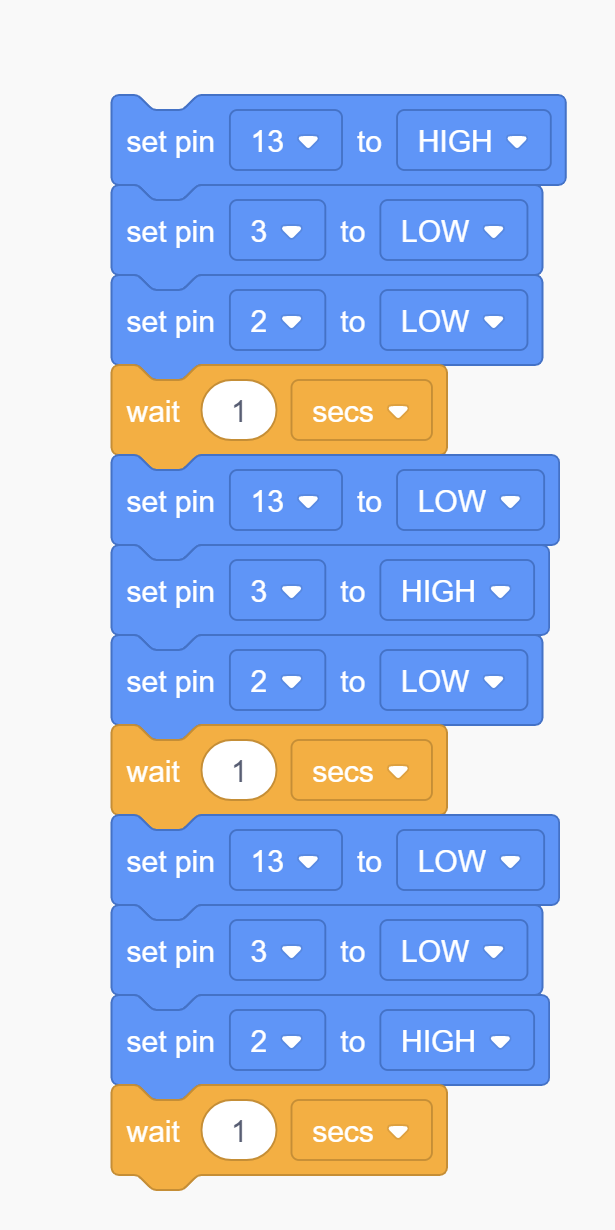 set pin 13 to HIGH
set pin 3 to LOW
set pin 2 to LOW
wait 1 secs
set pin 13 to LOW
set pin 3 to HIGH
set pin 2 to LOW
wait 1 secs
set pin 13 to LOW
set pin 3 to LOW
set pin 2 to HIGH
wait 1 secs